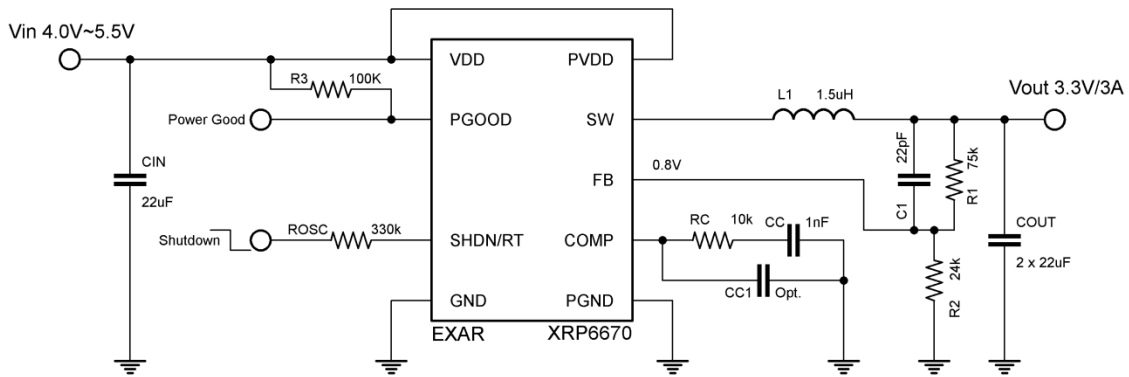 Vin 4.0V~5.5V
VDD
PVDD
R3
100K
L1
1.5uH
Vout 3.3V/3A
Power Good
PGOOD
SW
CIN
22uF
0.8V
FB
22pF
C1
75k
R1
Shutdown
ROSC
330k
SHDN/RT
COMP
RC
10k
CC
1nF
COUT
2 x 22uF
CC1
Opt.
24k
R2
GND
PGND
EXAR
XRP6670